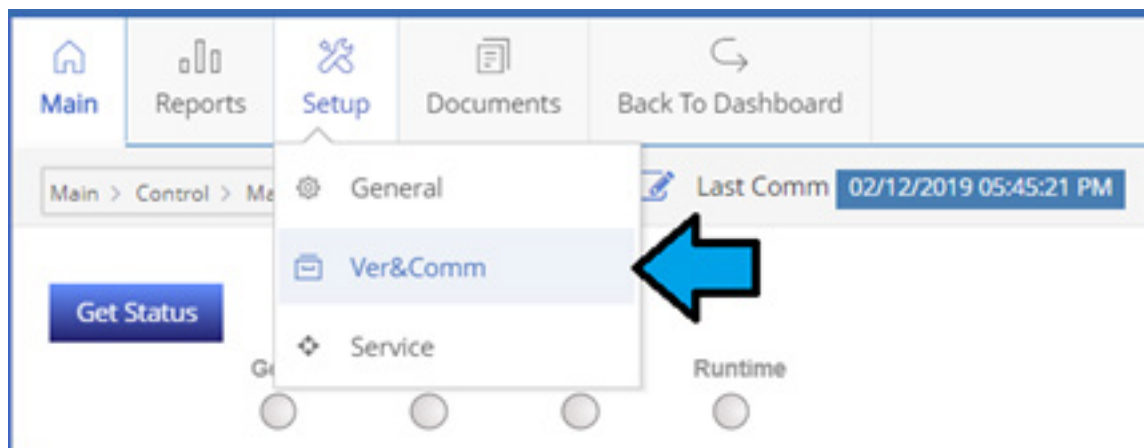 Main Reports Setup Documents Back To Dashboard
General
Main > Control > Last Comm 02/12/2019 05:45:21 PM
Ver&Comm
Get Status
Service
Runtime